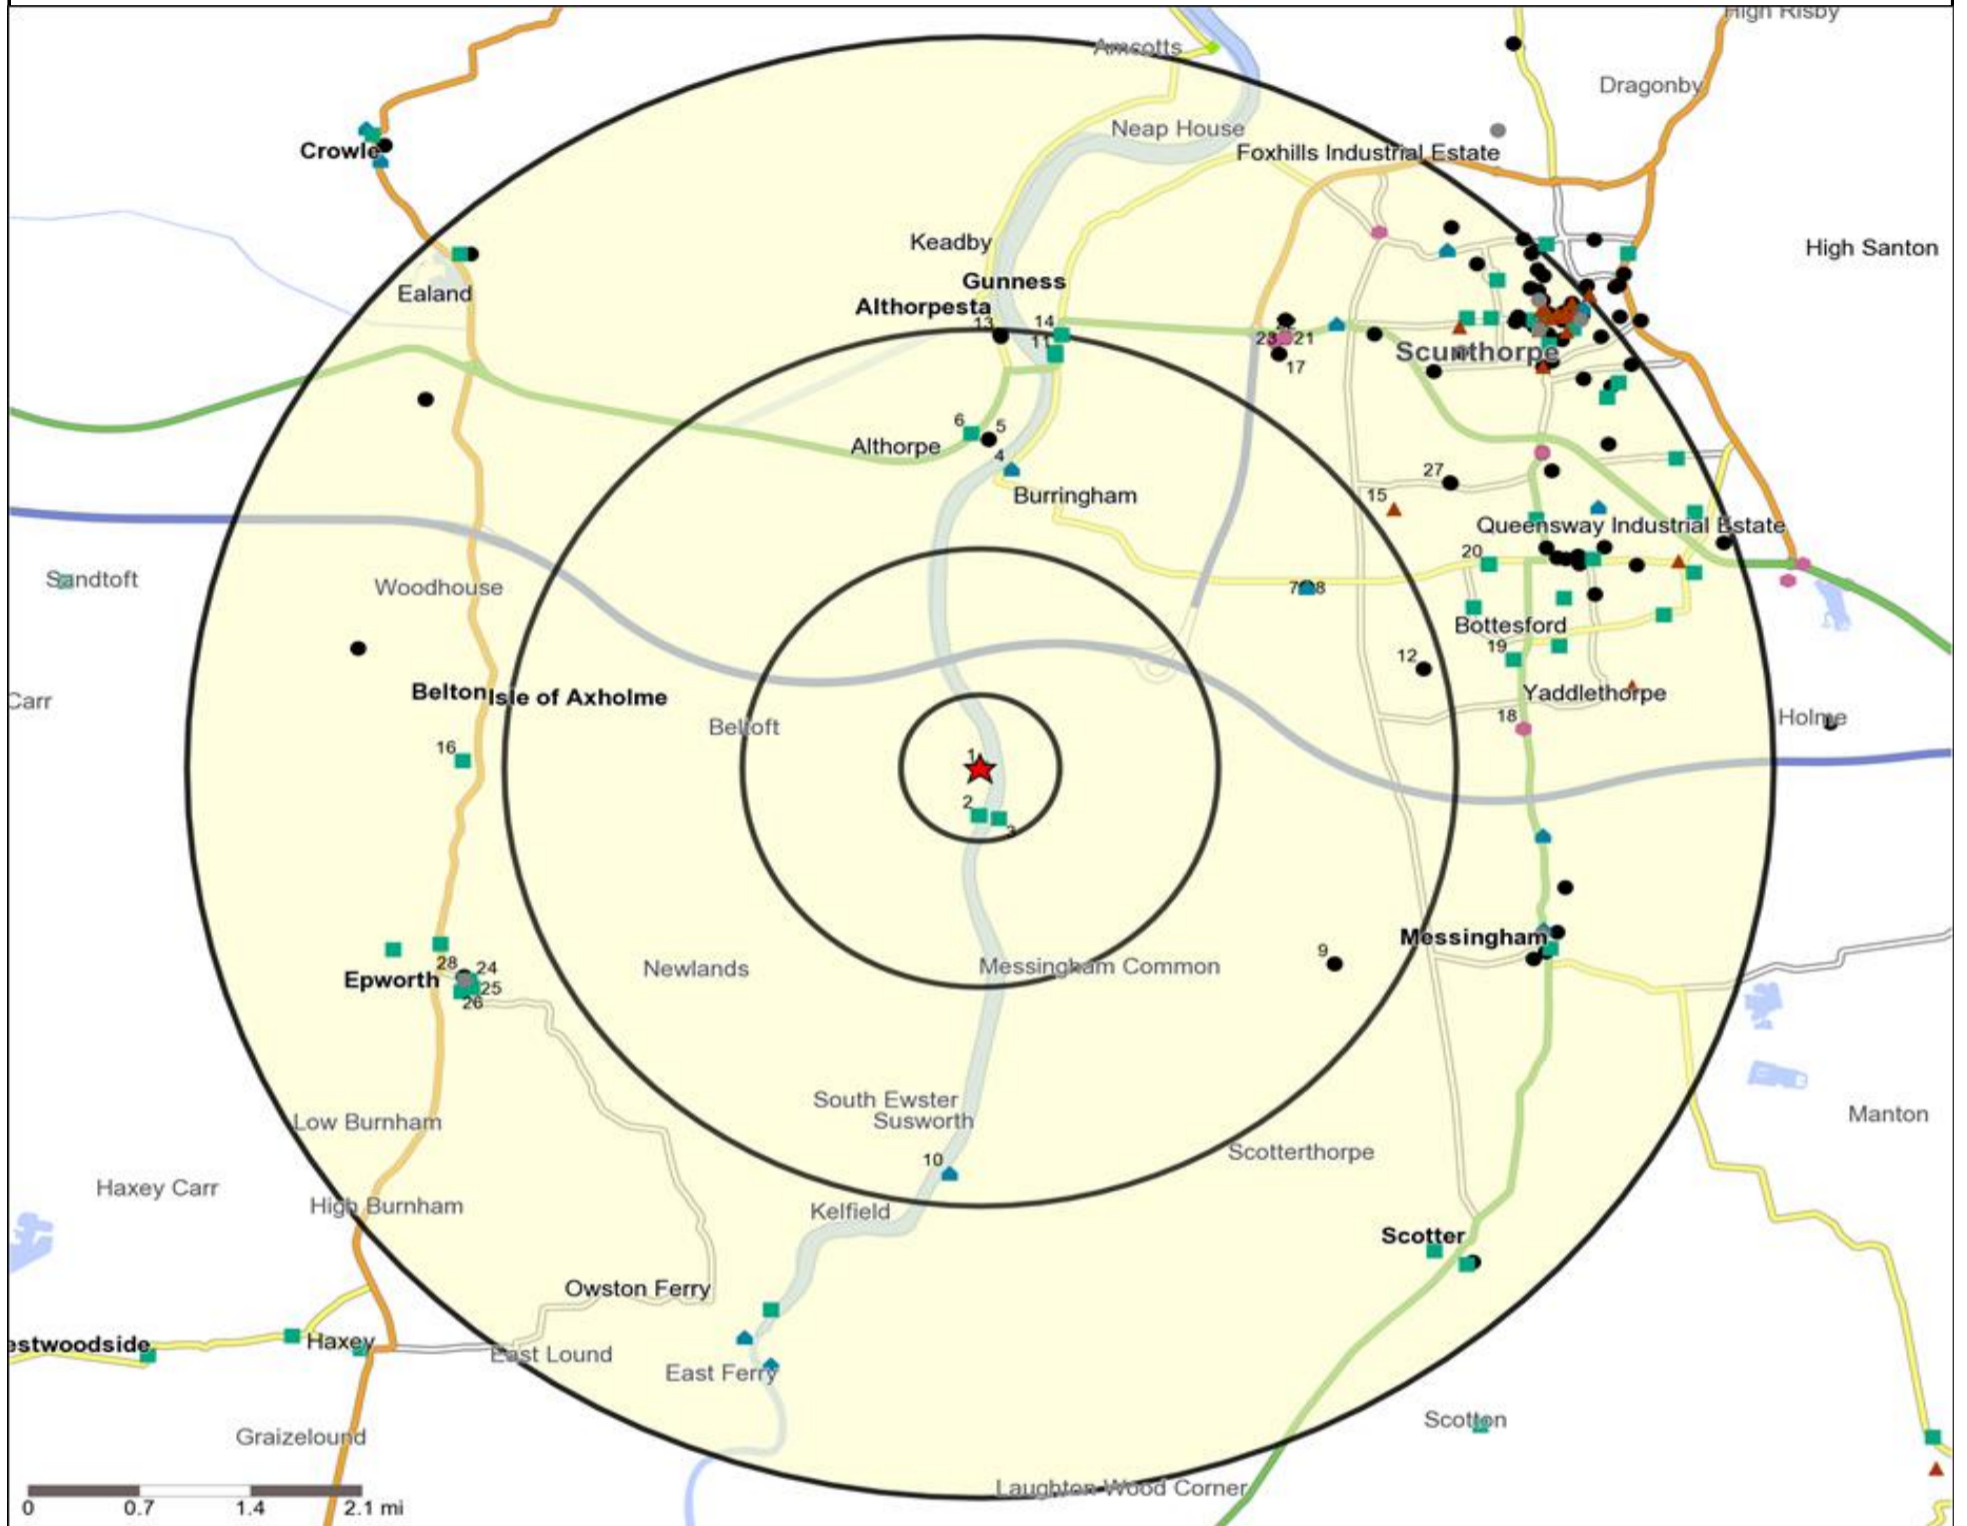 High Risby
Amcotts
Dragonby
Neap House
Foxhills Industrial Estate
Crowle
Keadby
High Santon
Gunness
Ealand
Althorpesta
13
14
11
23
21
17
Scunthorpe
6
5
Althorpe
4
27
15
Burringham
Queensway Industrial Estate
20
Sandtoft
Woodhouse
7
8
Bottesford
19
12
Belton
Isle of Axholme
Yaddlethorpe
Carr
Beltoft
18
Holme
16
1
2
3
Messingham
9
28
24
Newlands
Messingham Common
Epworth
25
26
South Ewster
Susworth
Low Burnham
Manton
Scotterthorpe
10
Haxey Carr
High Burnham
Kelfield
Scotter
Owston Ferry
estwoodside
Haxey
East Lound
East Ferry
Scotton
Graizelound
Laughton Wood Corner
0 0.7 1.4 2.1 mi